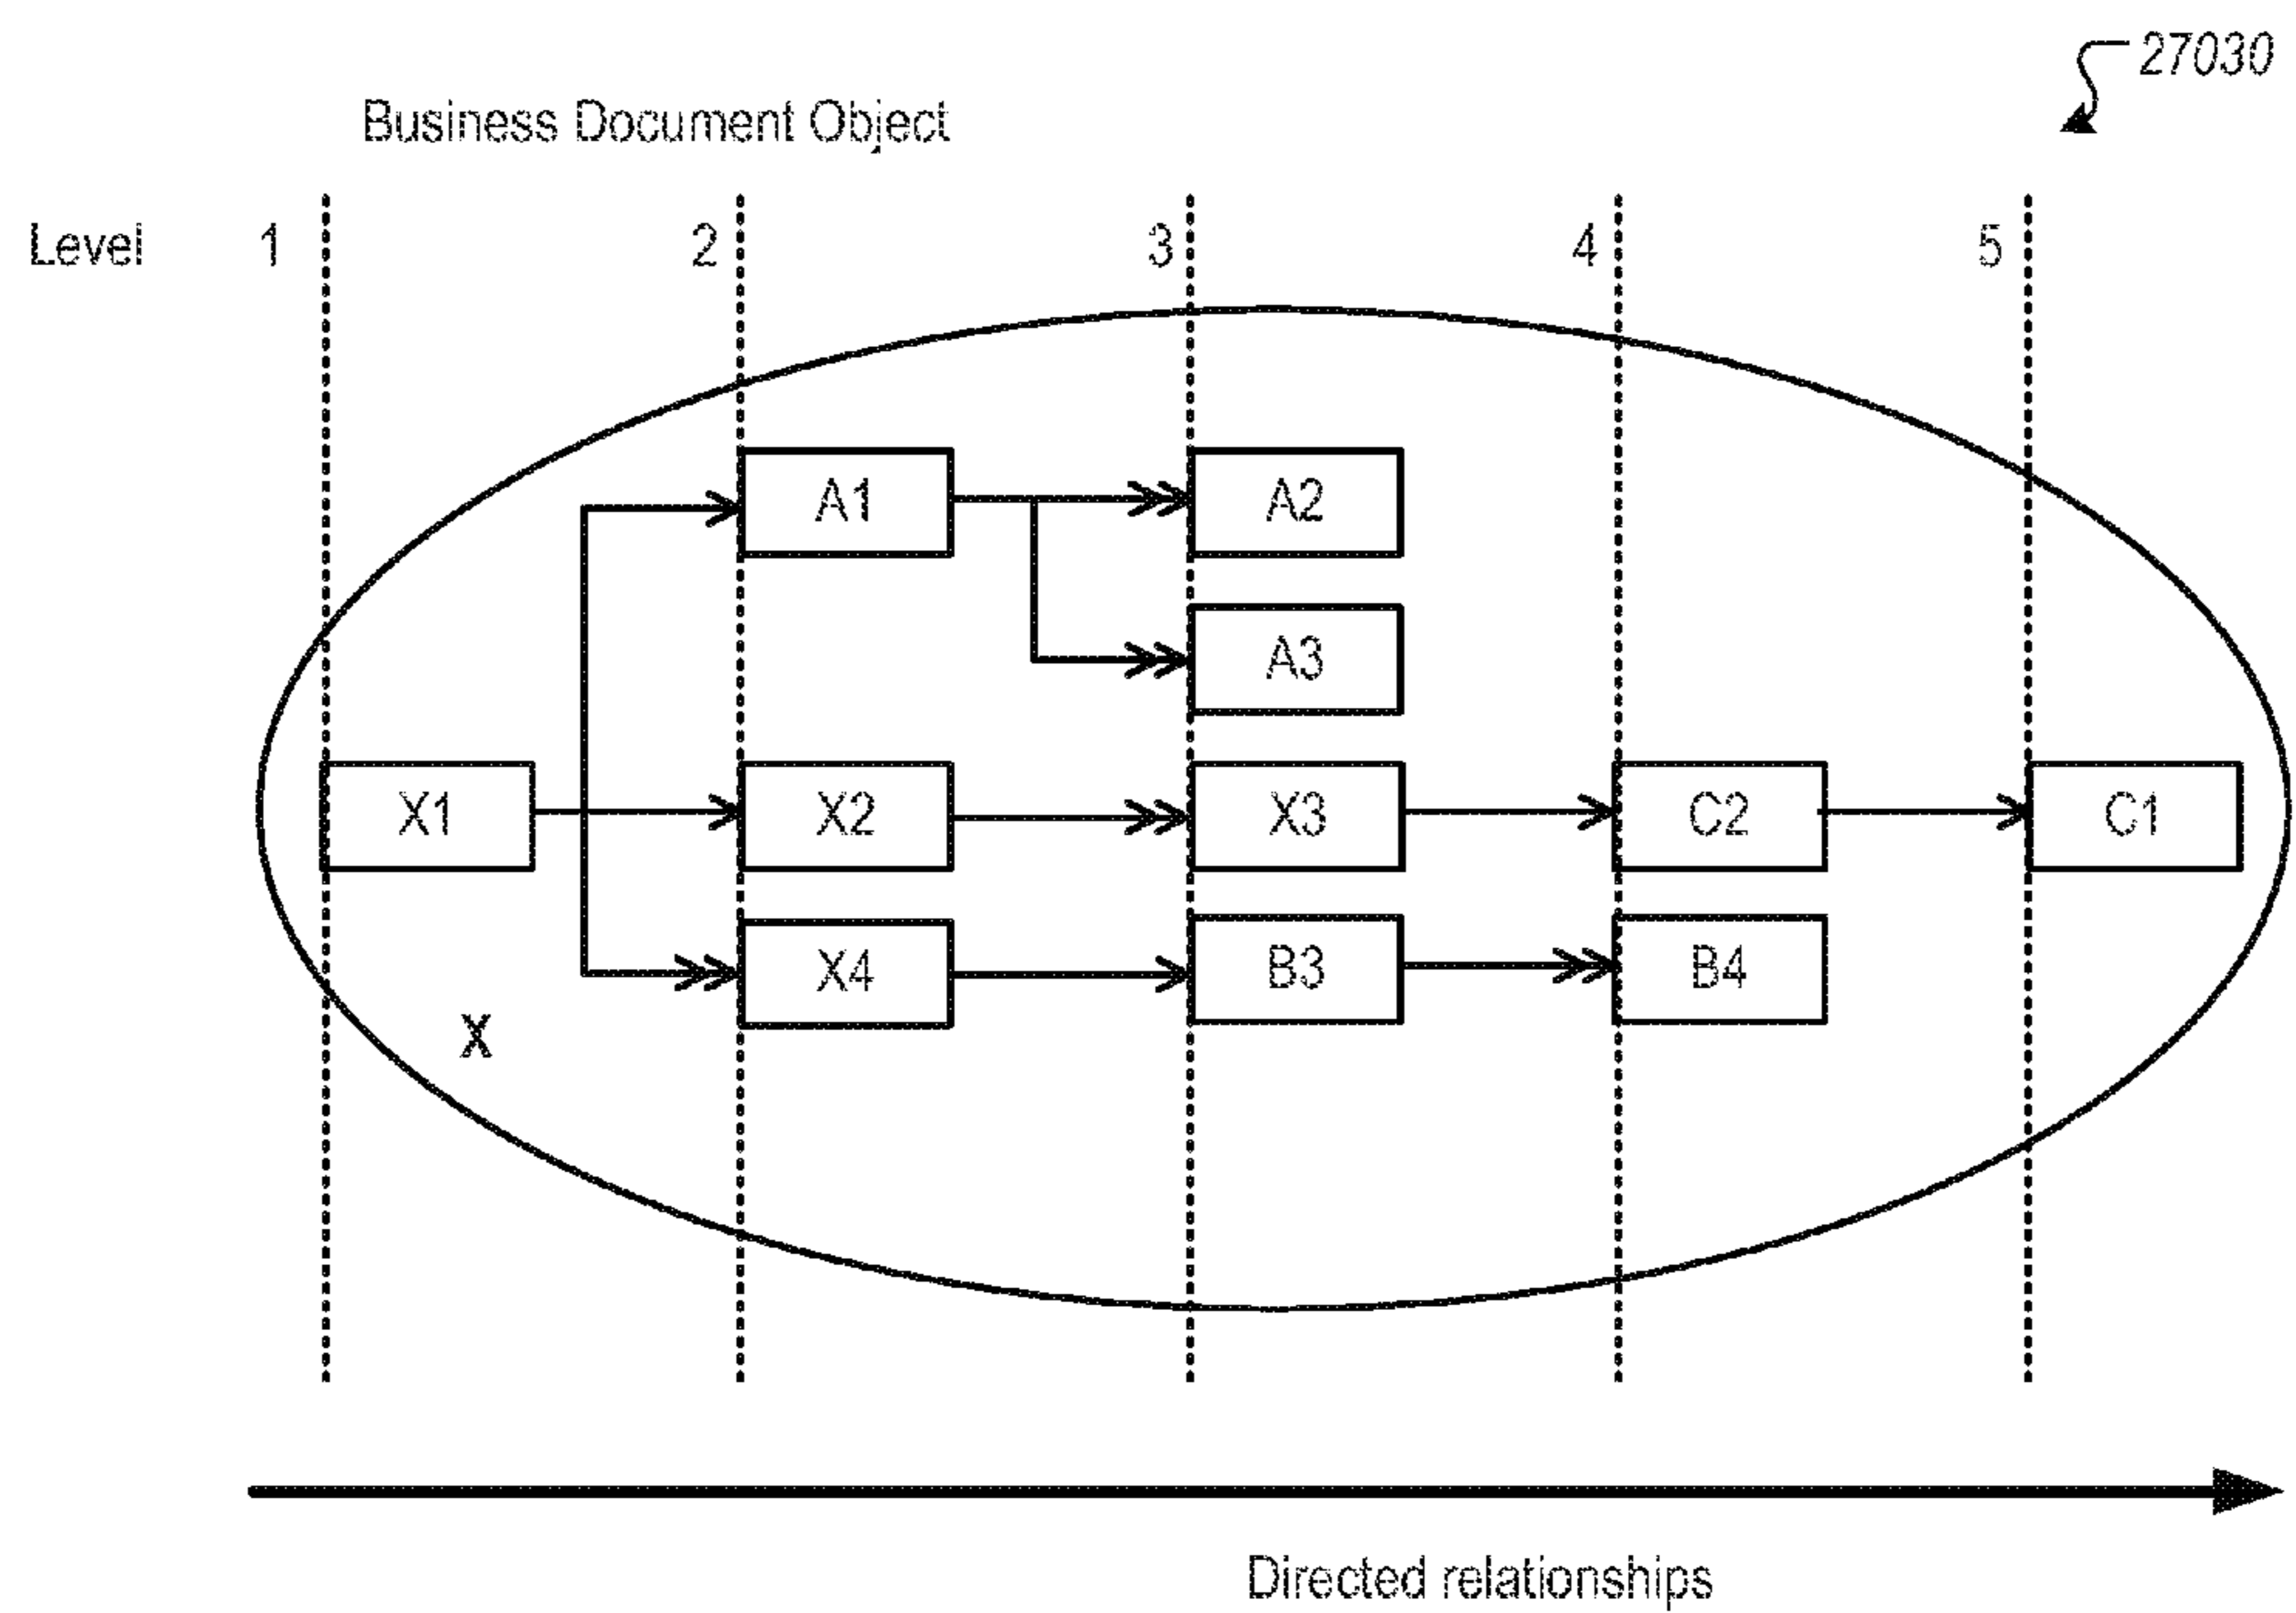 27030
Business Document Object
Level 1 2 3 4 5
A1 A2
A3
X1 X2 X3 C2 C1
X4 B3 B4
X
Directed relationships